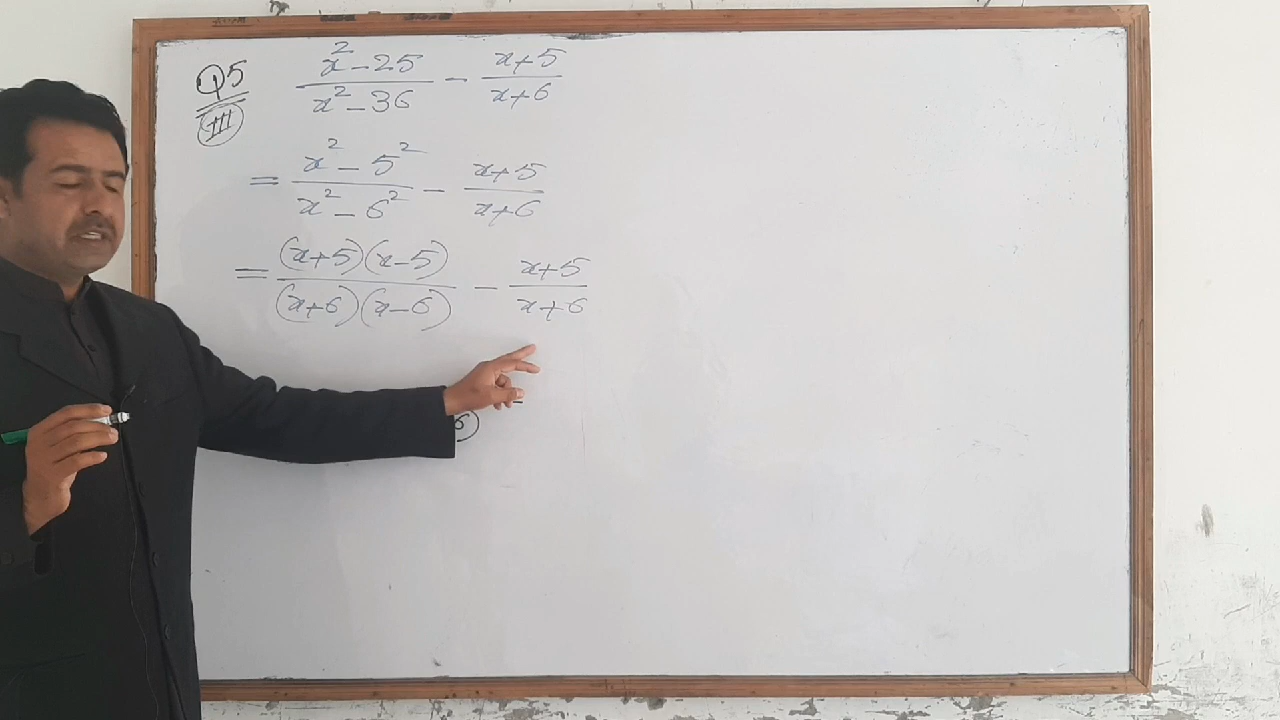 Q5 (III) x² - 25 / x² - 36 - x+5 / x+6
= x² - 5² / x² - 6² - x+5 / x+6
= (x+5)(x-5) / (x+6)(x-6) - x+5 / x+6